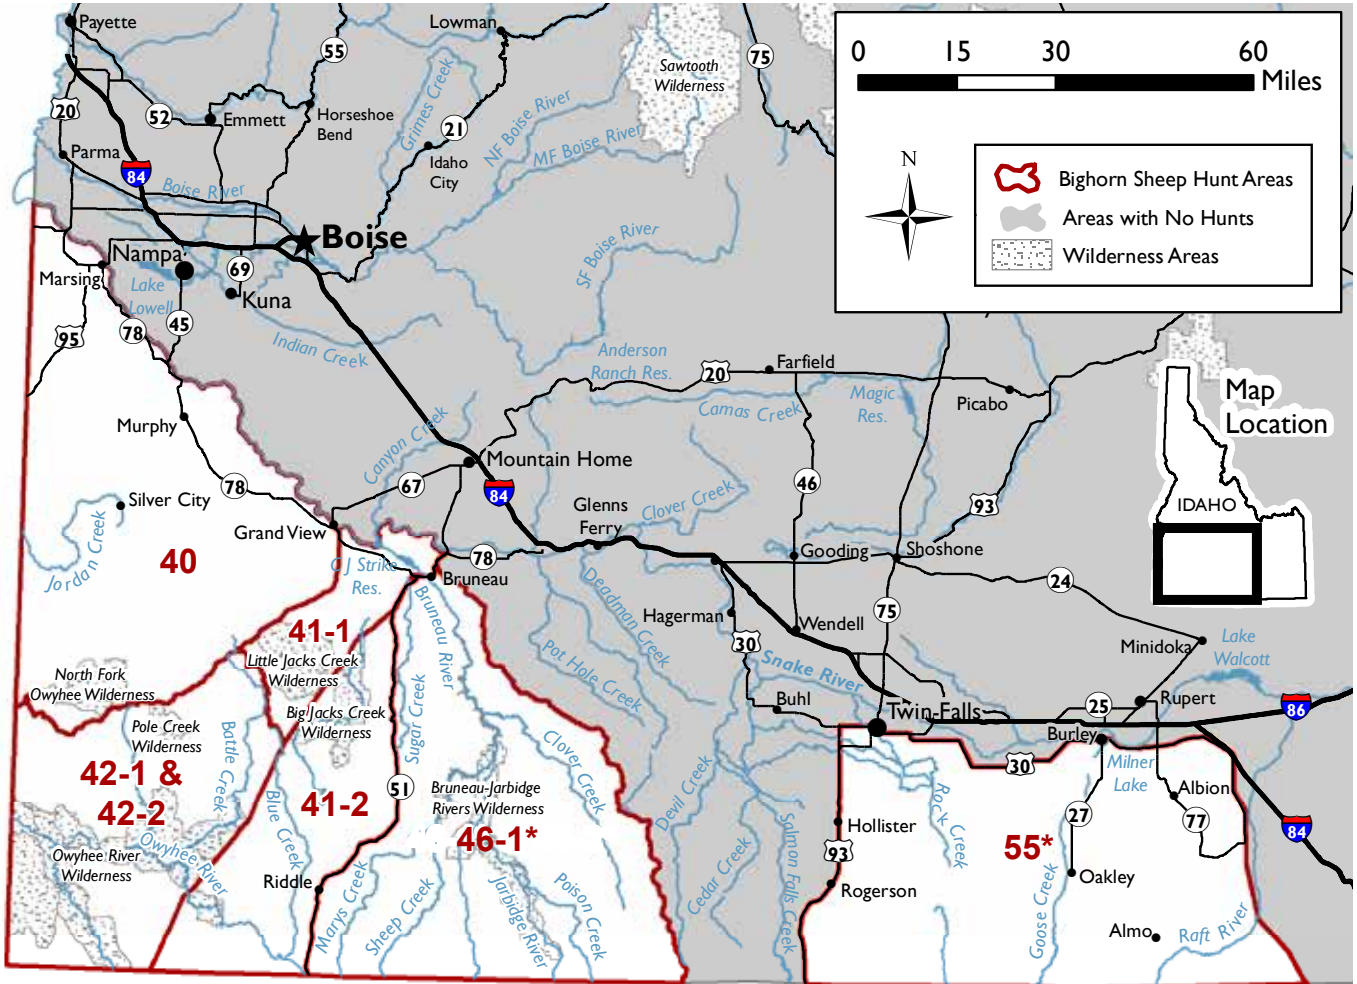 Payette
Lowman
55
75
Sawtooth
Wilderness
0 15 30 60
Miles
20
52
Emmett
Horseshoe
Bend
Grimes Creek
21
NF Boise River
MF Boise River
Idaho
City
Parma
84
Boise River
N
Bighorn Sheep Hunt Areas
Areas with No Hunts
Wilderness Areas
Boise
Nampa
Marsing
69
Lake
Lowell
Kuna
SF Boise River
95
78
45
Indian Creek
Anderson
Ranch Res.
20
Farfield
Camas Creek
Magic
Res.
Picabo
Map
Location
IDAHO
Murphy
Canyon Creek
Mountain Home
78
67
84
46
93
Silver City
Grand View
Glenns
Ferry
Clover Creek
Jordan Creek
40
C J Strike
Res.
78
Bruneau
Gooding
Shoshone
24
Bruneau River
Deadman Creek
Hagerman
75
Wendell
30
Minidoka
Lake
Walcott
41-1
Little Jacks Creek
Wilderness
North Fork
Owyhee Wilderness
Pot Hole Creek
Snake River
Buhl
Twin-Falls
25
Rupert
86
Big Jacks Creek
Wilderness
Pole Creek
Wilderness
Battle Creek
Sugar Creek
Clover Creek
Burley
30
Milner
Lake
42-1 &
42-2
41-2
51
Bruneau-Jarbidge
Rivers Wilderness
46-1*
Devil Creek
Rock Creek
Albion
27
77
84
Blue Creek
Owyhee River
Owyhee River
Wilderness
Hollister
93
55*
Salmon Falls Creek
Cedar Creek
Riddle
Marys Creek
Sheep Creek
Jarbidge River
Poison Creek
Rogerson
Goose Creek
Oakley
Almo
Raft River